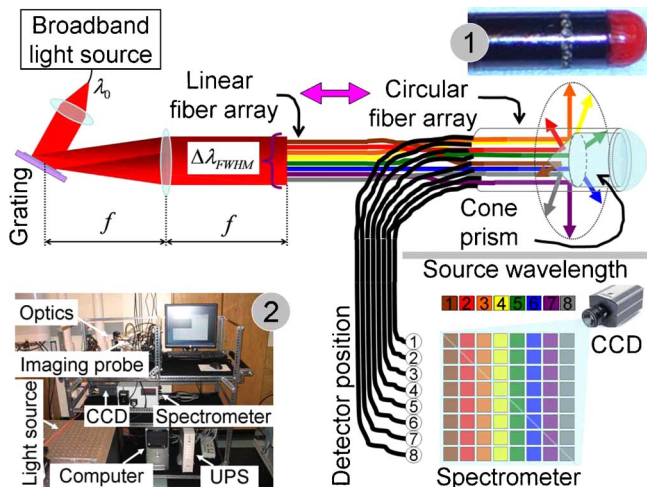 Broadband
light source
λ0
Grating
f
f
ΔλFWHM
Linear
fiber array
Circular
fiber array
1
Cone
prism
Source wavelength
1 2 3 4 5 6 7 8
CCD
Detector position
1
2
3
4
5
6
7
8
Spectrometer
2
Optics
Imaging probe
CCD
Spectrometer
Light source
Computer
UPS